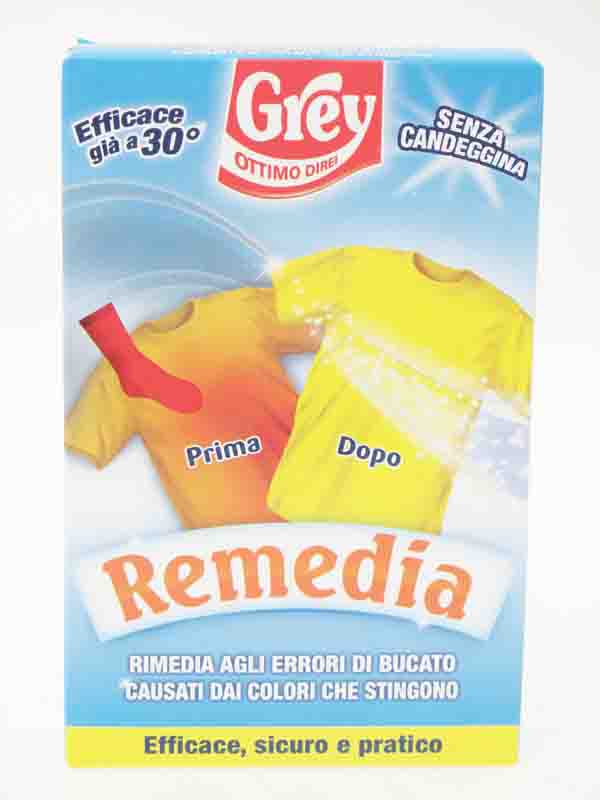 Efficace
già a 30°
Grey
OTTIMO DIREI
SENZA
CANDEGGINA
Prima
Dopo
Remedia
RIMEDIA AGLI ERRORI DI BUCATO
CAUSATI DAI COLORI CHE STINGONO
Efficace, sicuro e pratico